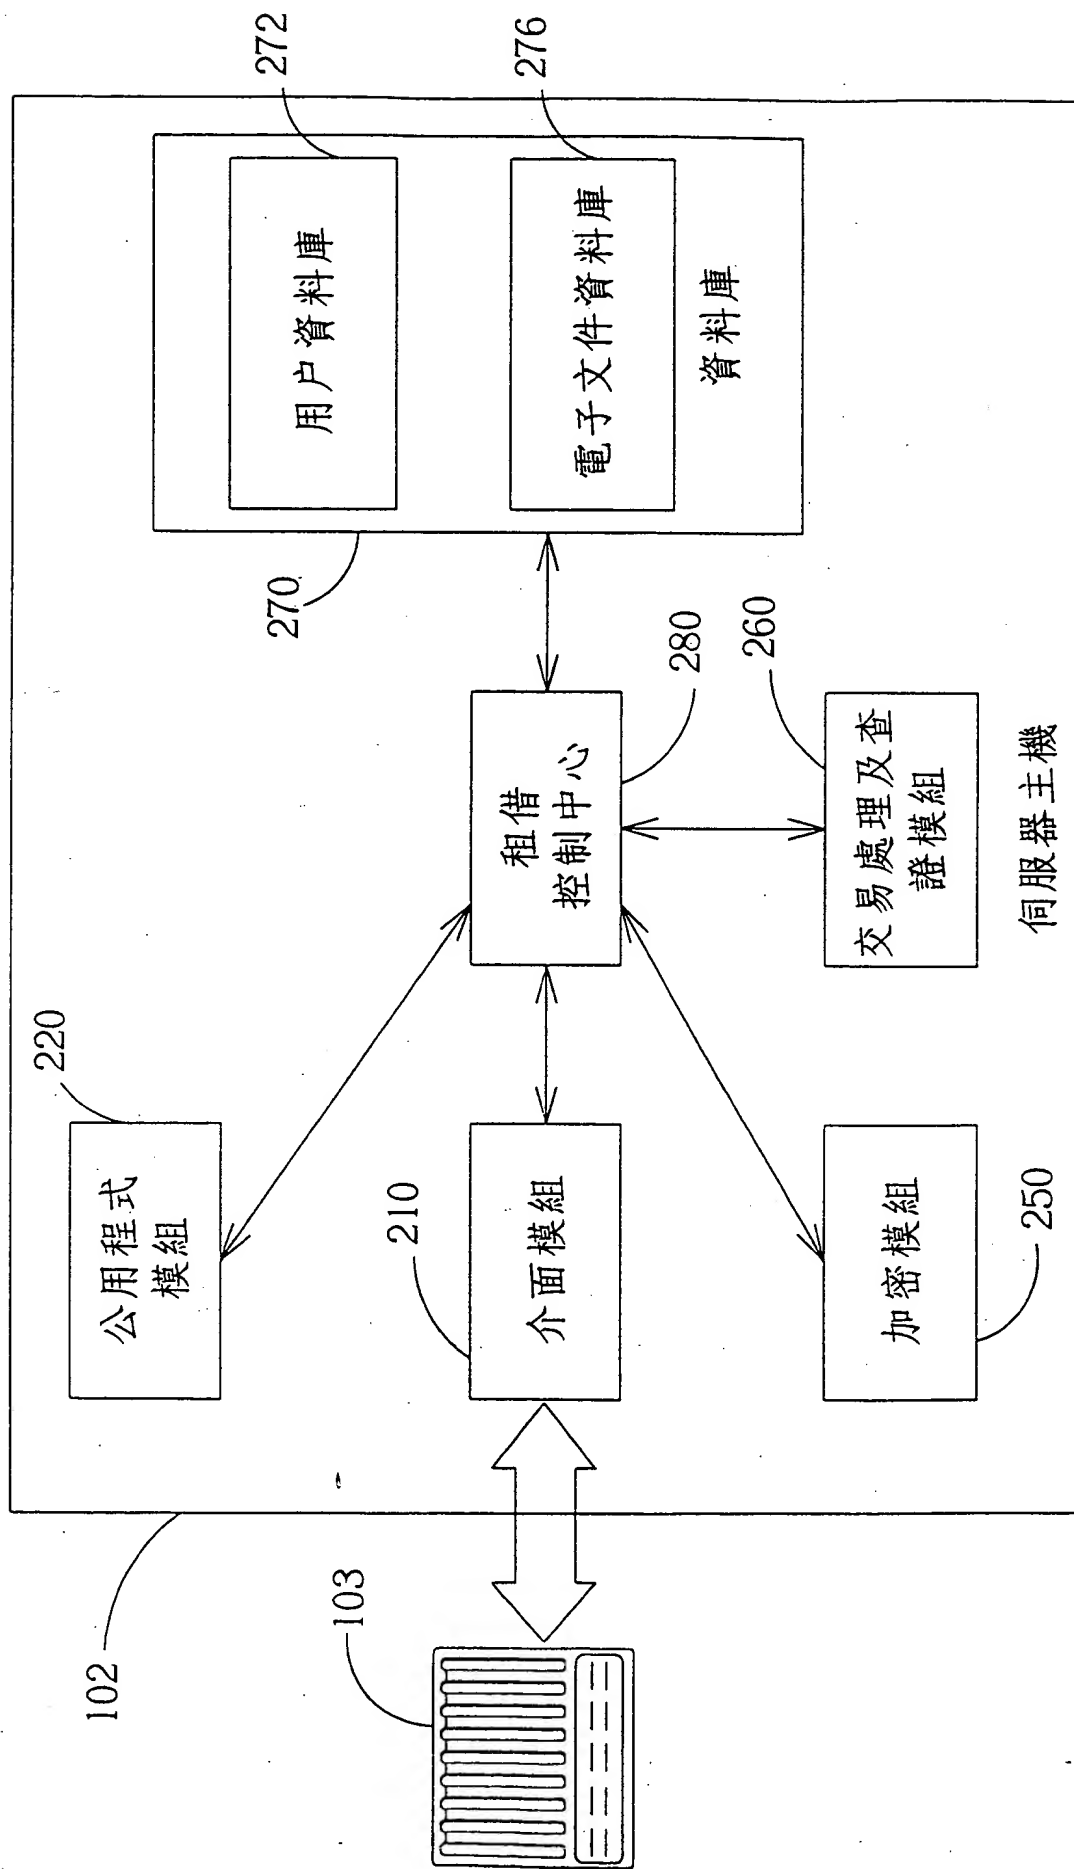 102
103
220
公用程式
模組
210
介面模組
250
加密模組
租借
控制中心
280
260
交易處理及查
證模組
270
272
用户資料庫
276
電子文件資料庫
資料庫
伺服器主機